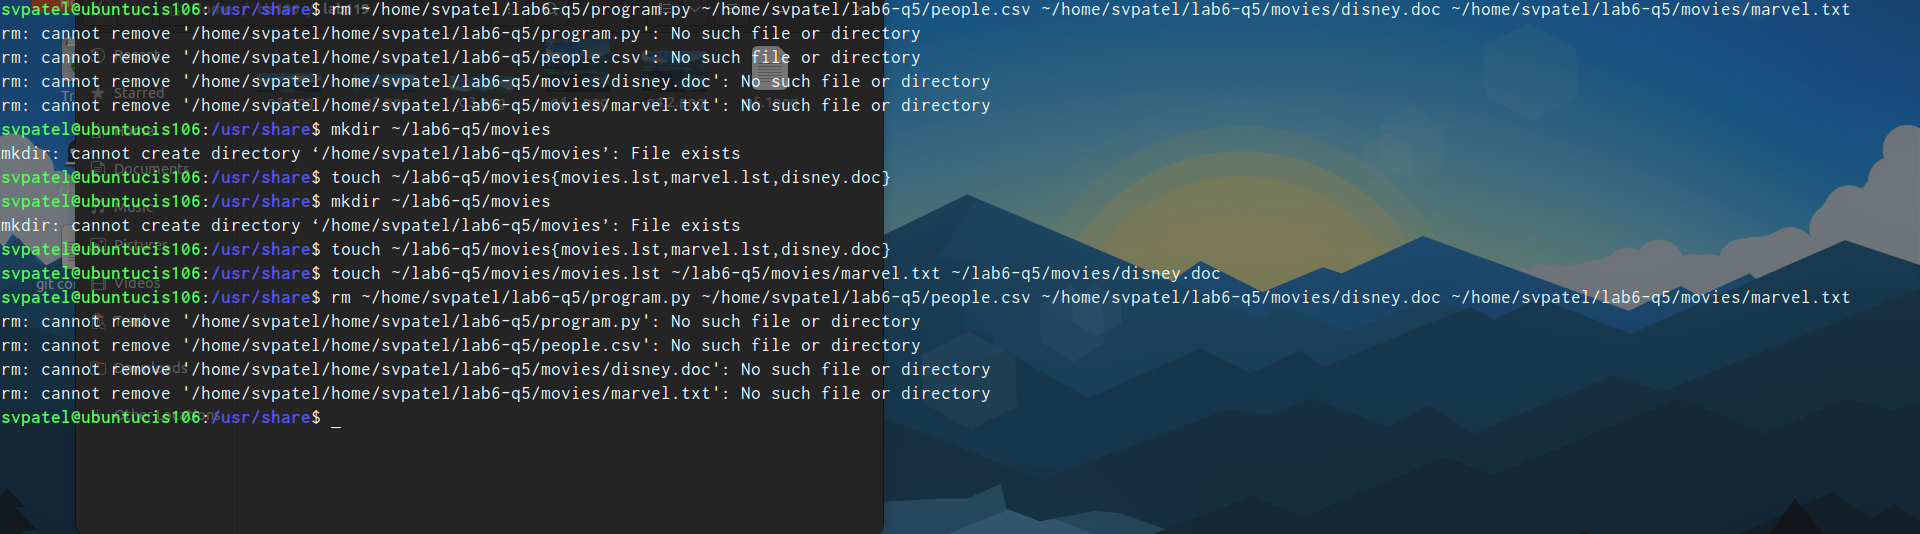 svpatel@ubuntucis106:/usr/share$ rm ~/home/svpatel/lab6-q5/program.py ~/home/svpatel/lab6-q5/people.csv ~/home/svpatel/lab6-q5/movies/disney.doc ~/home/svpatel/lab6-q5/movies/marvel.txt
rm: cannot remove '/home/svpatel/home/svpatel/lab6-q5/program.py': No such file or directory
rm: cannot remove '/home/svpatel/home/svpatel/lab6-q5/people.csv': No such file or directory
rm: cannot remove '/home/svpatel/home/svpatel/lab6-q5/movies/disney.doc': No such file or directory
rm: cannot remove '/home/svpatel/home/svpatel/lab6-q5/movies/marvel.txt': No such file or directory
svpatel@ubuntucis106:/usr/share$ mkdir ~/lab6-q5/movies
mkdir: cannot create directory ‘/home/svpatel/lab6-q5/movies’: File exists
svpatel@ubuntucis106:/usr/share$ touch ~/lab6-q5/movies{movies.lst,marvel.lst,disney.doc}
svpatel@ubuntucis106:/usr/share$ mkdir ~/lab6-q5/movies
mkdir: cannot create directory ‘/home/svpatel/lab6-q5/movies’: File exists
svpatel@ubuntucis106:/usr/share$ touch ~/lab6-q5/movies{movies.lst,marvel.lst,disney.doc}
svpatel@ubuntucis106:/usr/share$ touch ~/lab6-q5/movies/movies.lst ~/lab6-q5/movies/marvel.txt ~/lab6-q5/movies/disney.doc
svpatel@ubuntucis106:/usr/share$ rm ~/home/svpatel/lab6-q5/program.py ~/home/svpatel/lab6-q5/people.csv ~/home/svpatel/lab6-q5/movies/disney.doc ~/home/svpatel/lab6-q5/movies/marvel.txt
rm: cannot remove '/home/svpatel/home/svpatel/lab6-q5/program.py': No such file or directory
rm: cannot remove '/home/svpatel/home/svpatel/lab6-q5/people.csv': No such file or directory
rm: cannot remove '/home/svpatel/home/svpatel/lab6-q5/movies/disney.doc': No such file or directory
rm: cannot remove '/home/svpatel/home/svpatel/lab6-q5/movies/marvel.txt': No such file or directory
svpatel@ubuntucis106:/usr/share$ _
Starred
Documents
Music
Pictures
Videos
Downloads